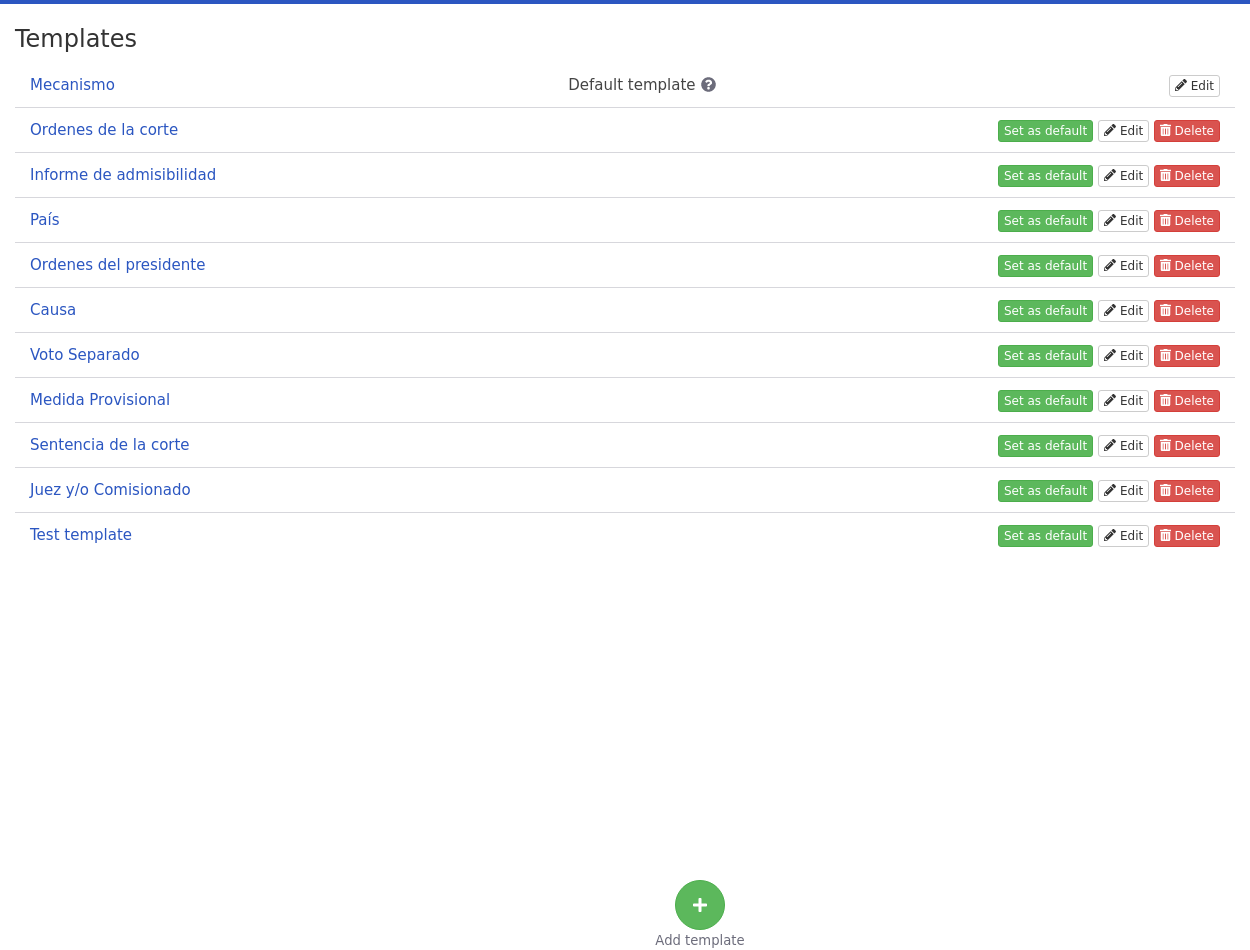 Templates
Mecanismo Default template Edit
Ordenes de la corte Set as default Edit Delete
Informe de admisibilidad Set as default Edit Delete
País Set as default Edit Delete
Ordenes del presidente Set as default Edit Delete
Causa Set as default Edit Delete
Voto Separado Set as default Edit Delete
Medida Provisional Set as default Edit Delete
Sentencia de la corte Set as default Edit Delete
Juez y/o Comisionado Set as default Edit Delete
Test template Set as default Edit Delete
Add template